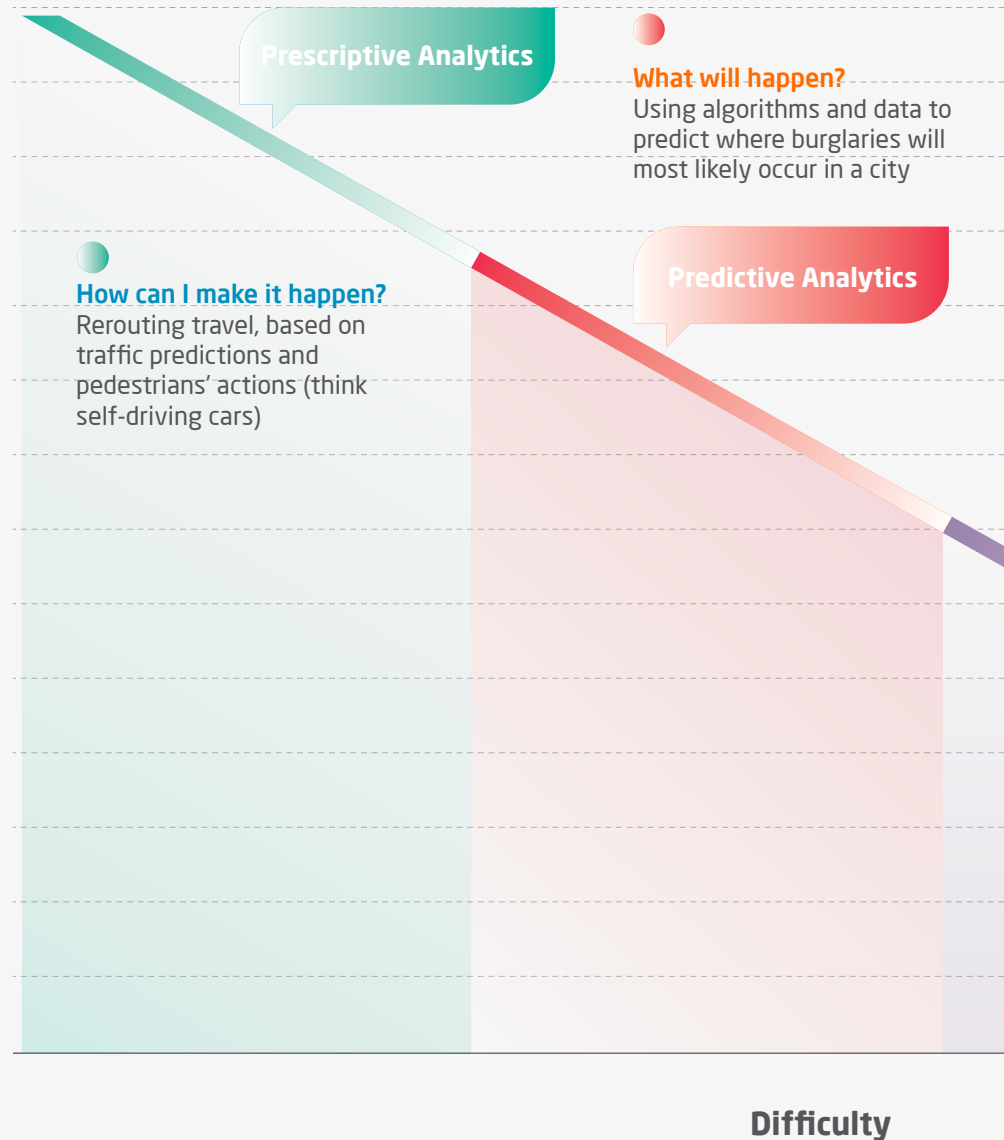 Prescriptive Analytics
What will happen?
Using algorithms and data to
predict where burglaries will
most likely occur in a city
How can I make it happen?
Rerouting travel, based on
traffic predictions and
pedestrians’ actions (think
self-driving cars)
Predictive Analytics
Difficulty